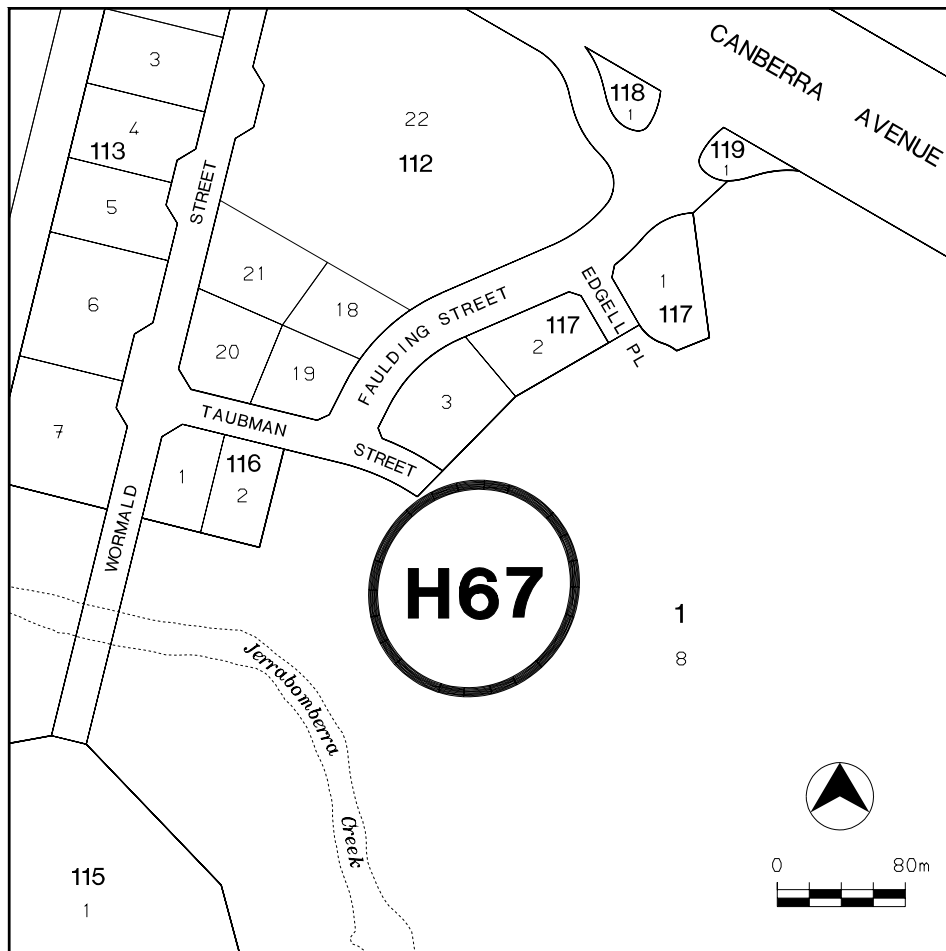 CANBERRA AVENUE
3
118
1
22
4
113
112
119
1
STREET
5
21
EDGELL PL
1
6
18
117
FAULDING STREET
117
20
2
19
3
TAUBMAN STREET
7
116
1
2
WORMALD
H67
1
8
Jerrabomberra
Creek
115
1
0 80m